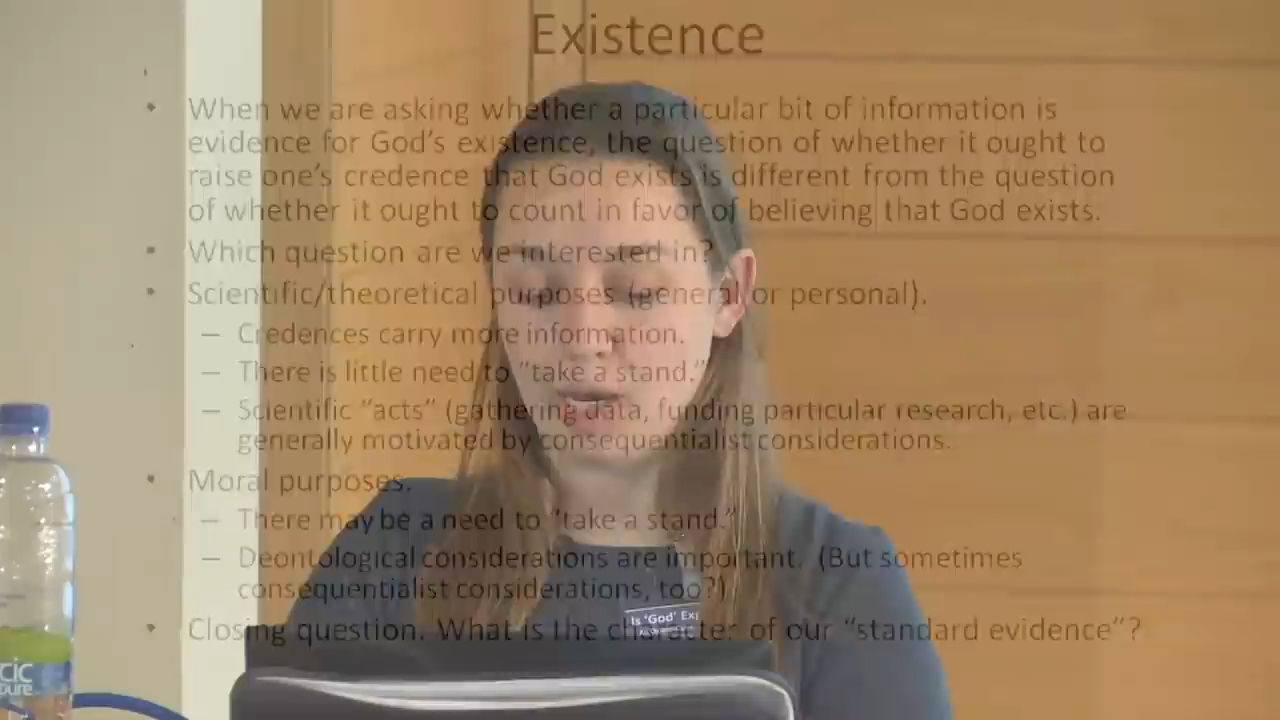 Existence
• When we are asking whether a particular bit of information is
evidence for God's existence, the question of whether it ought to
raise one's credence that God exists is different from the question
of whether it ought to count in favor of believing that God exists.
• Which question are we interested in?
• Scientific/theoretical purposes (general or personal).
– Credences carry more information.
– There is little need to "take a stand."
– Scientific "acts" (gathering data, funding particular research, etc.) are
generally motivated by consequentialist considerations.
• Moral purposes.
– There may be a need to "take a stand."
– Deontological considerations are important. (But sometimes
consequentialist considerations, too?)
• Closing question. What is the character of our "standard evidence"?
Is 'God' Exi
cic
pure